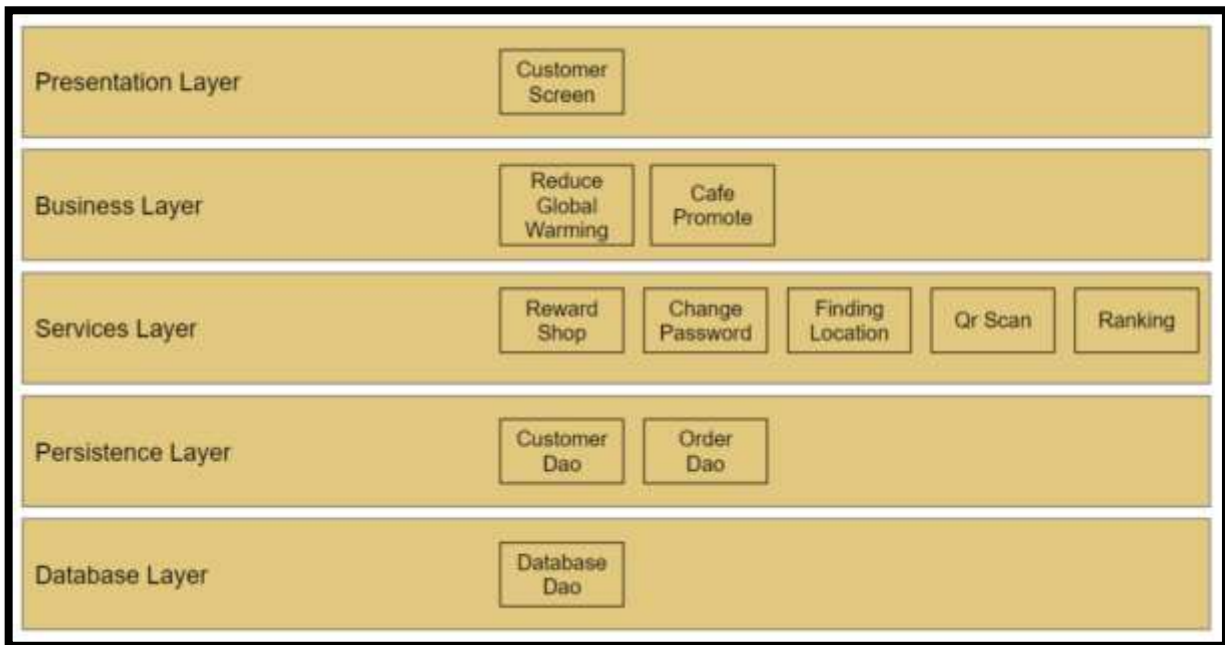 Presentation Layer
Customer
Screen
Business Layer
Reduce
Global
Warming
Cafe
Promote
Services Layer
Reward
Shop
Change
Password
Finding
Location
Qr Scan
Ranking
Persistence Layer
Customer
Dao
Order
Dao
Database Layer
Database
Dao